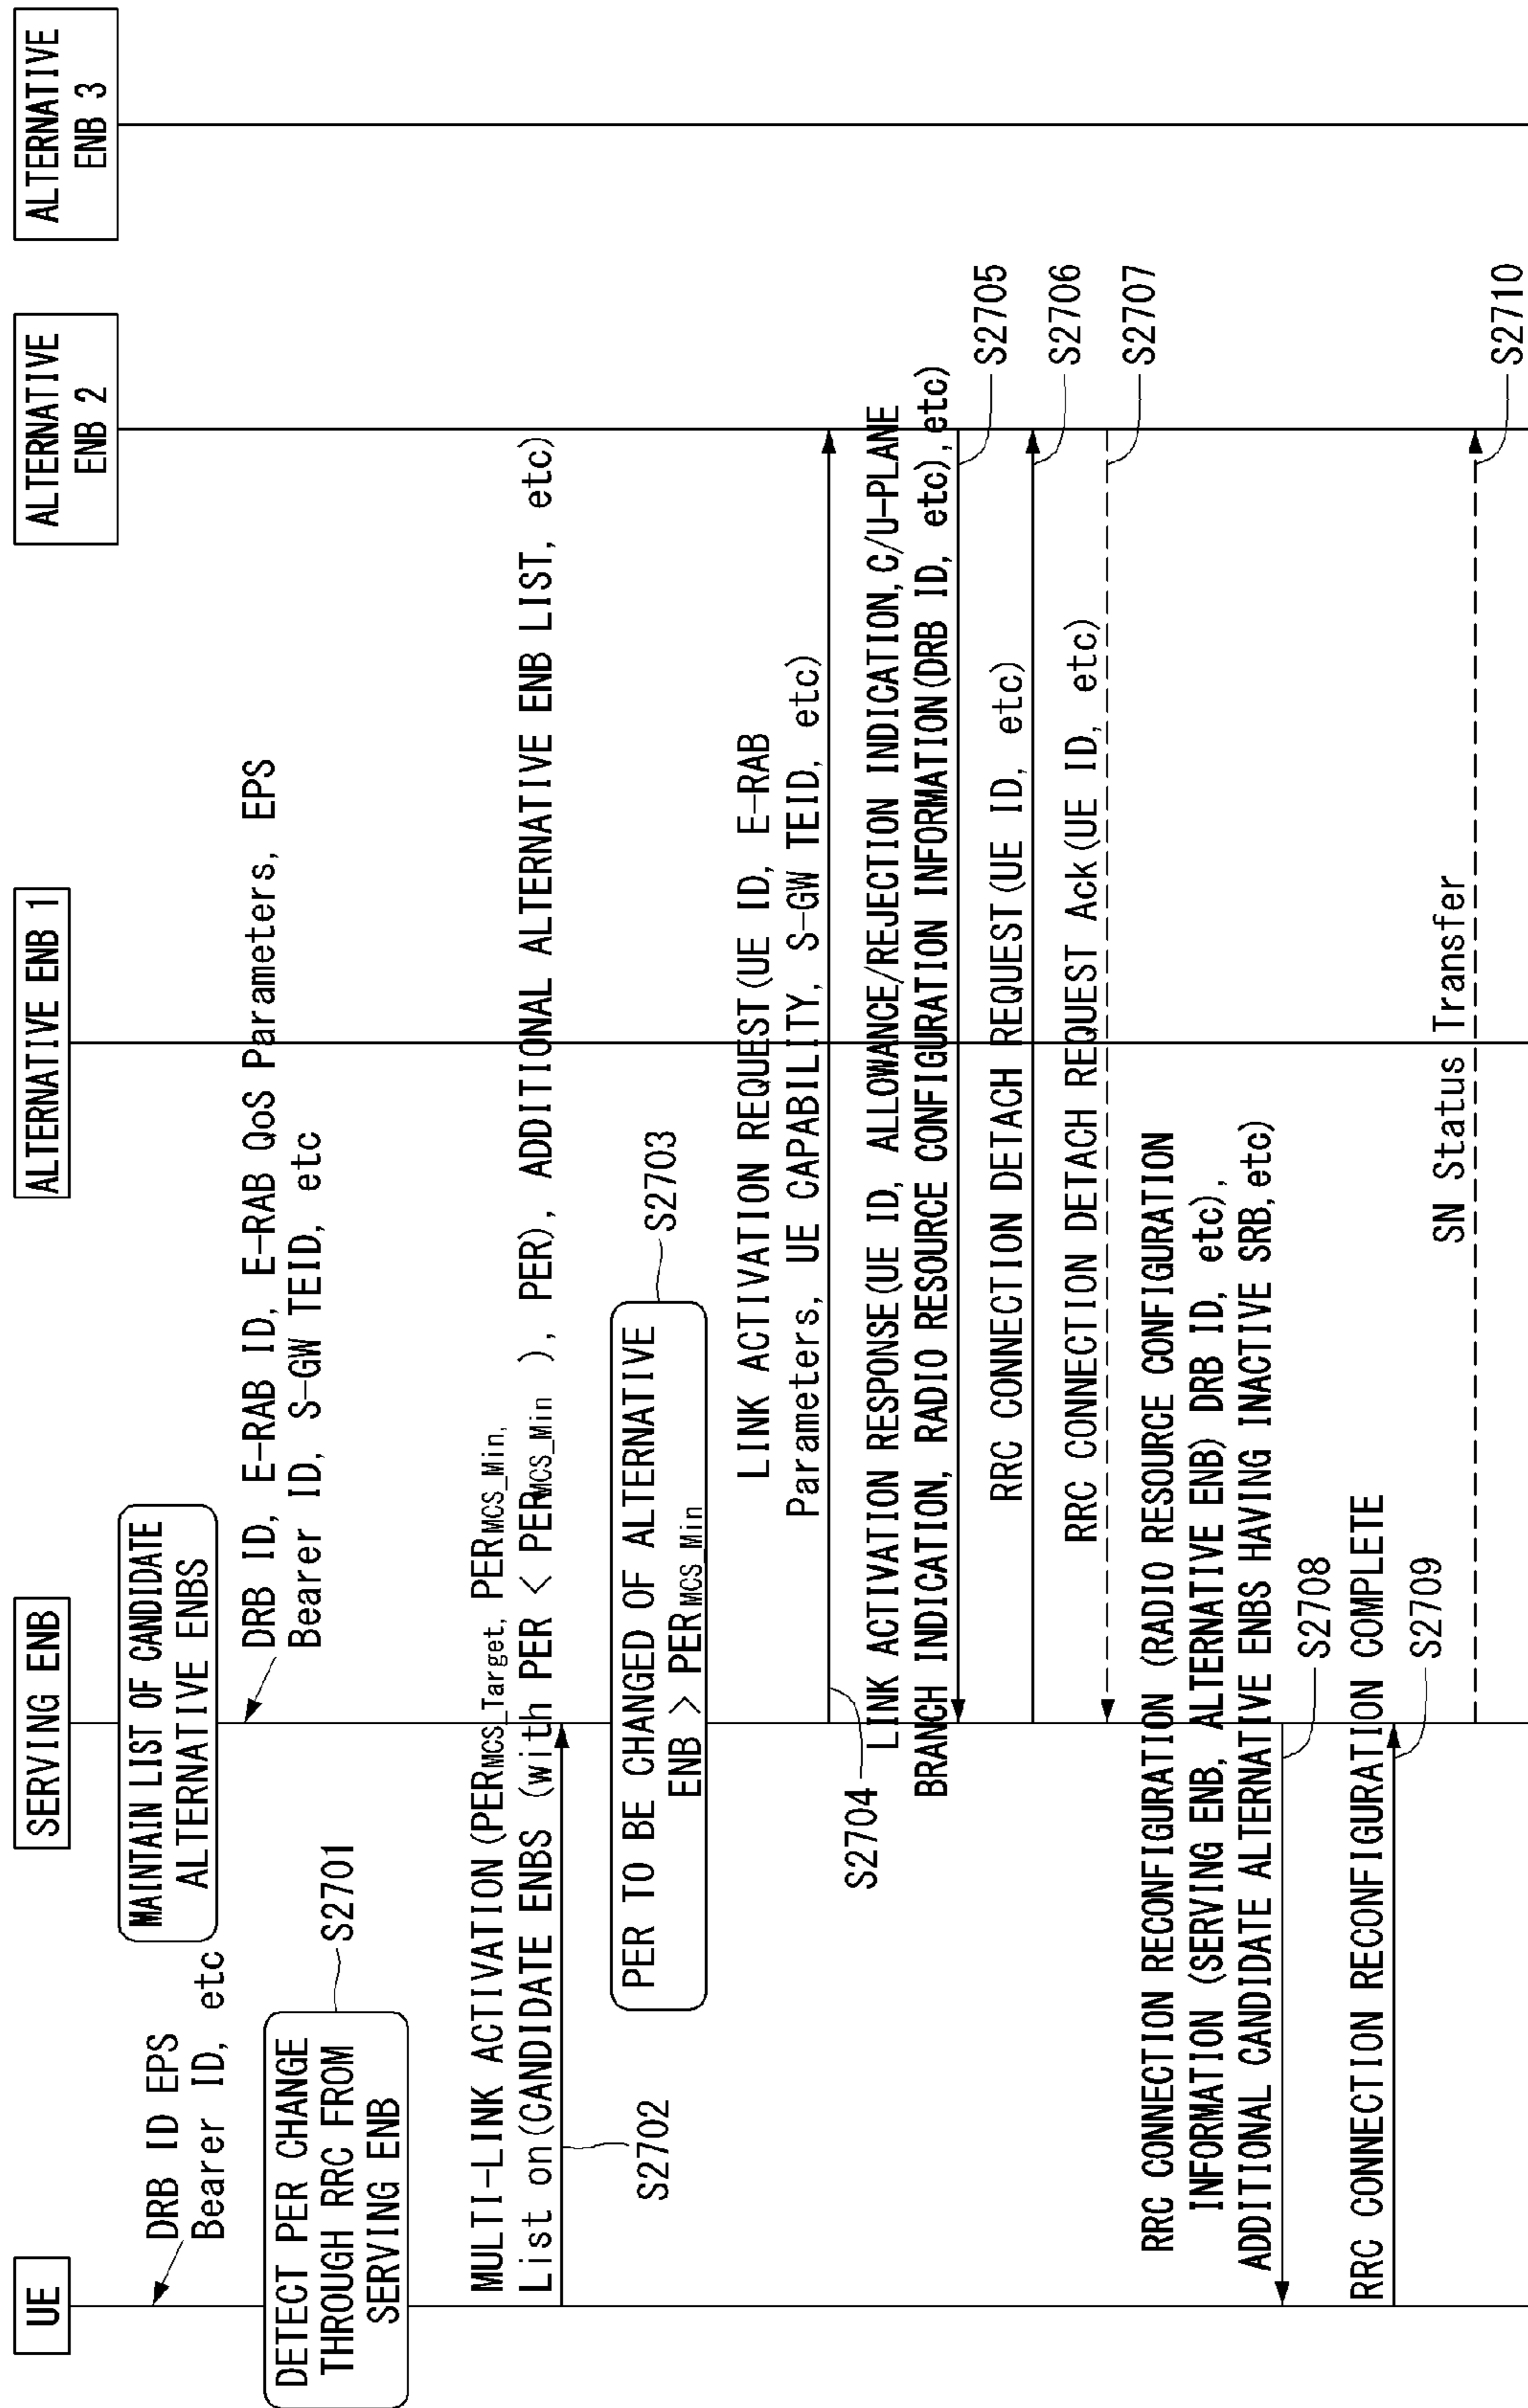 UE
SERVING ENB
ALTERNATIVE ENB 1
ALTERNATIVE
ENB 2
ALTERNATIVE
ENB 3
MAINTAIN LIST OF CANDIDATE
ALTERNATIVE ENBS
DRB ID EPS
Bearer ID, etc
DRB ID, E-RAB ID, E-RAB QoS Parameters, EPS
Bearer ID, S-GW TEID, etc
DETECT PER CHANGE
THROUGH RRC FROM
SERVING ENB
S2701
MULTI-LINK ACTIVATION(PERMCS_Target, PERMCS_Min,
List on(CANDIDATE ENBS (with PER < PERMCS_Min ), PER), ADDITIONAL ALTERNATIVE ENB LIST, etc)
S2702
PER TO BE CHANGED OF ALTERNATIVE
ENB > PERMCS_Min
S2703
LINK ACTIVATION REQUEST(UE ID, E-RAB
Parameters, UE CAPABILITY, S-GW TEID, etc)
S2704
LINK ACTIVATION RESPONSE(UE ID, ALLOWANCE/REJECTION INDICATION,C/U-PLANE
BRANCH INDICATION, RADIO RESOURCE CONFIGURATION INFORMATION(DRB ID, etc),etc)
S2705
RRC CONNECTION DETACH REQUEST(UE ID, etc)
S2706
RRC CONNECTION DETACH REQUEST Ack(UE ID, etc)
S2707
RRC CONNECTION RECONFIGURATION (RADIO RESOURCE CONFIGURATION
INFORMATION (SERVING ENB, ALTERNATIVE ENB) DRB ID, etc),
ADDITIONAL CANDIDATE ALTERNATIVE ENBS HAVING INACTIVE SRB,etc)
S2708
RRC CONNECTION RECONFIGURATION COMPLETE
S2709
SN Status Transfer
S2710